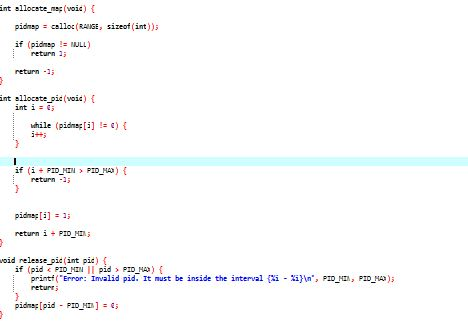 int allocate_map(void) {
pidmap = calloc(RANGE, sizeof(int));
if (pidmap != NULL)
return 1;
return -1;
}
int allocate_pid(void) {
int i = 0;
while (pidmap[i] != 0) {
i++;
}
if (i + PID_MIN > PID_MAX) {
return -1;
}
pidmap[i] = 1;
return i + PID_MIN;
}
void release_pid(int pid) {
if (pid < PID_MIN || pid > PID_MAX) {
printf("Error: Invalid pid. It must be inside the interval {%i - %i}\n", PID_MIN, PID_MAX);
return;
}
pidmap[pid - PID_MIN] = 0;
}